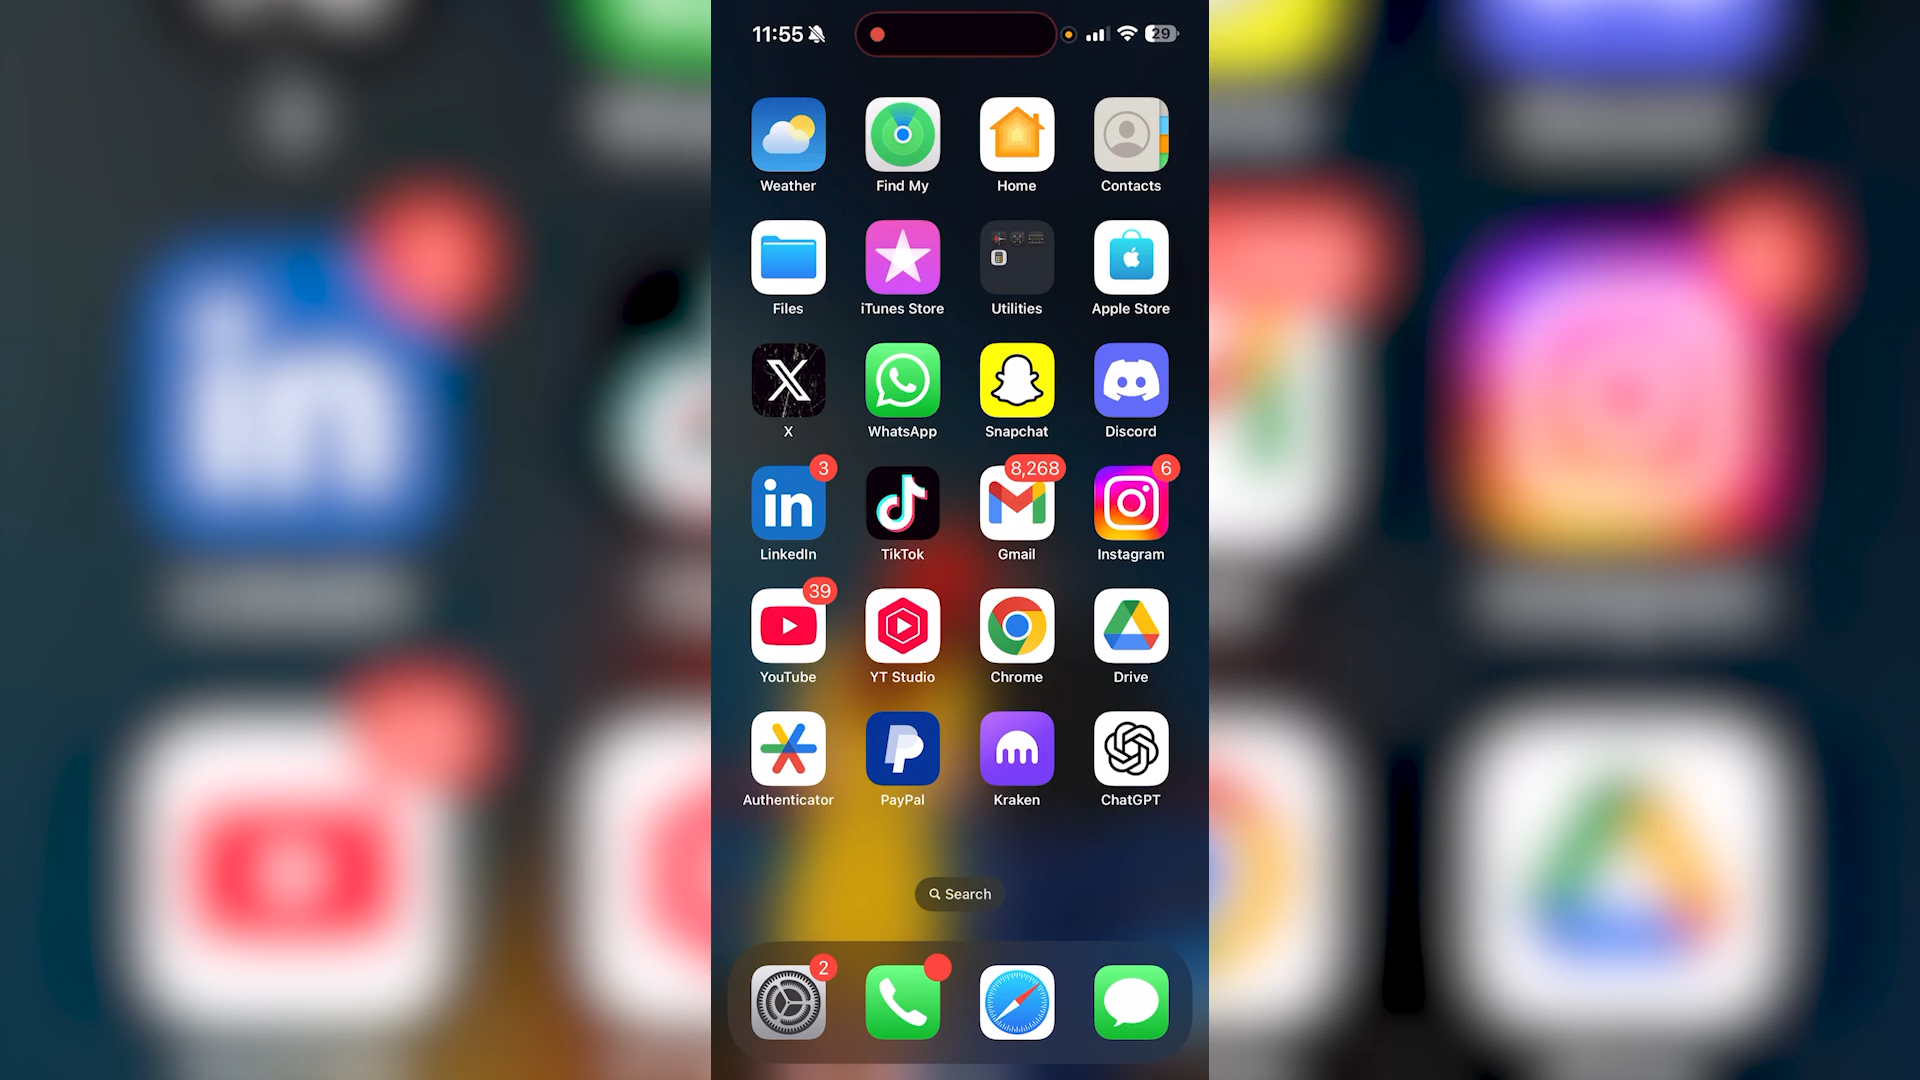 11:55
29
Weather Find My Home Contacts
Files iTunes Store Utilities Apple Store
X WhatsApp Snapchat Discord
3 8,268 6
in
LinkedIn TikTok Gmail Instagram
39
YouTube YT Studio Chrome Drive
Authenticator PayPal Kraken ChatGPT
Search
2